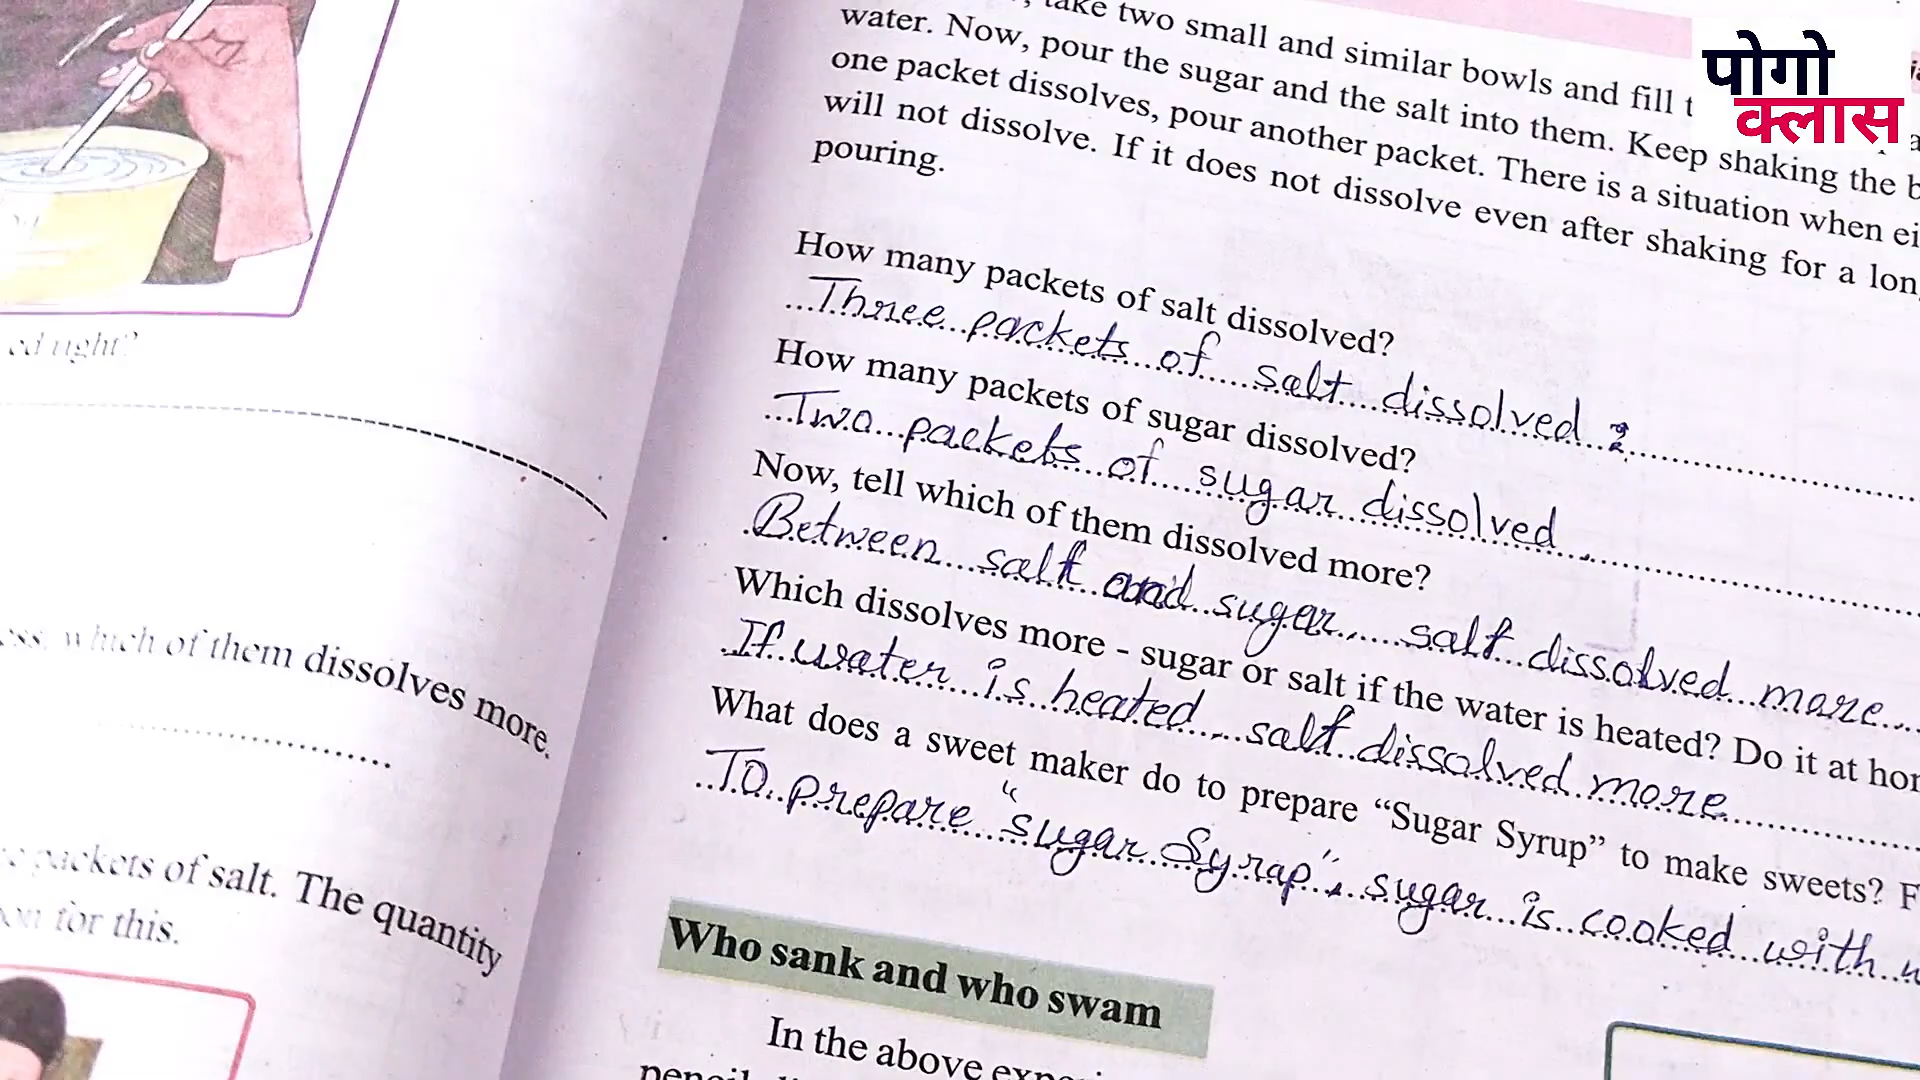 take two small and similar bowls and fill
water. Now, pour the sugar and the salt into them. Keep shaking the
one packet dissolves, pour another packet. There is a situation when
will not dissolve. If it does not dissolve even after shaking for a
pouring.
How many packets of salt dissolved?
Three packets of salt dissolved
How many packets of sugar dissolved?
Two packets of sugar dissolved.
Now, tell which of them dissolved more?
Between salt and sugar, salt dissolved more.
Which dissolves more - sugar or salt if the water is heated? Do it at
If water is heated, salt dissolved more
What does a sweet maker do to prepare “Sugar Syrup” to make sweets?
To prepare "sugar Syrap", sugar is cooked with
Who sank and who swam
In the above
which of them dissolves more.
packets of salt. The quantity
for this.
पोगो
क्लास